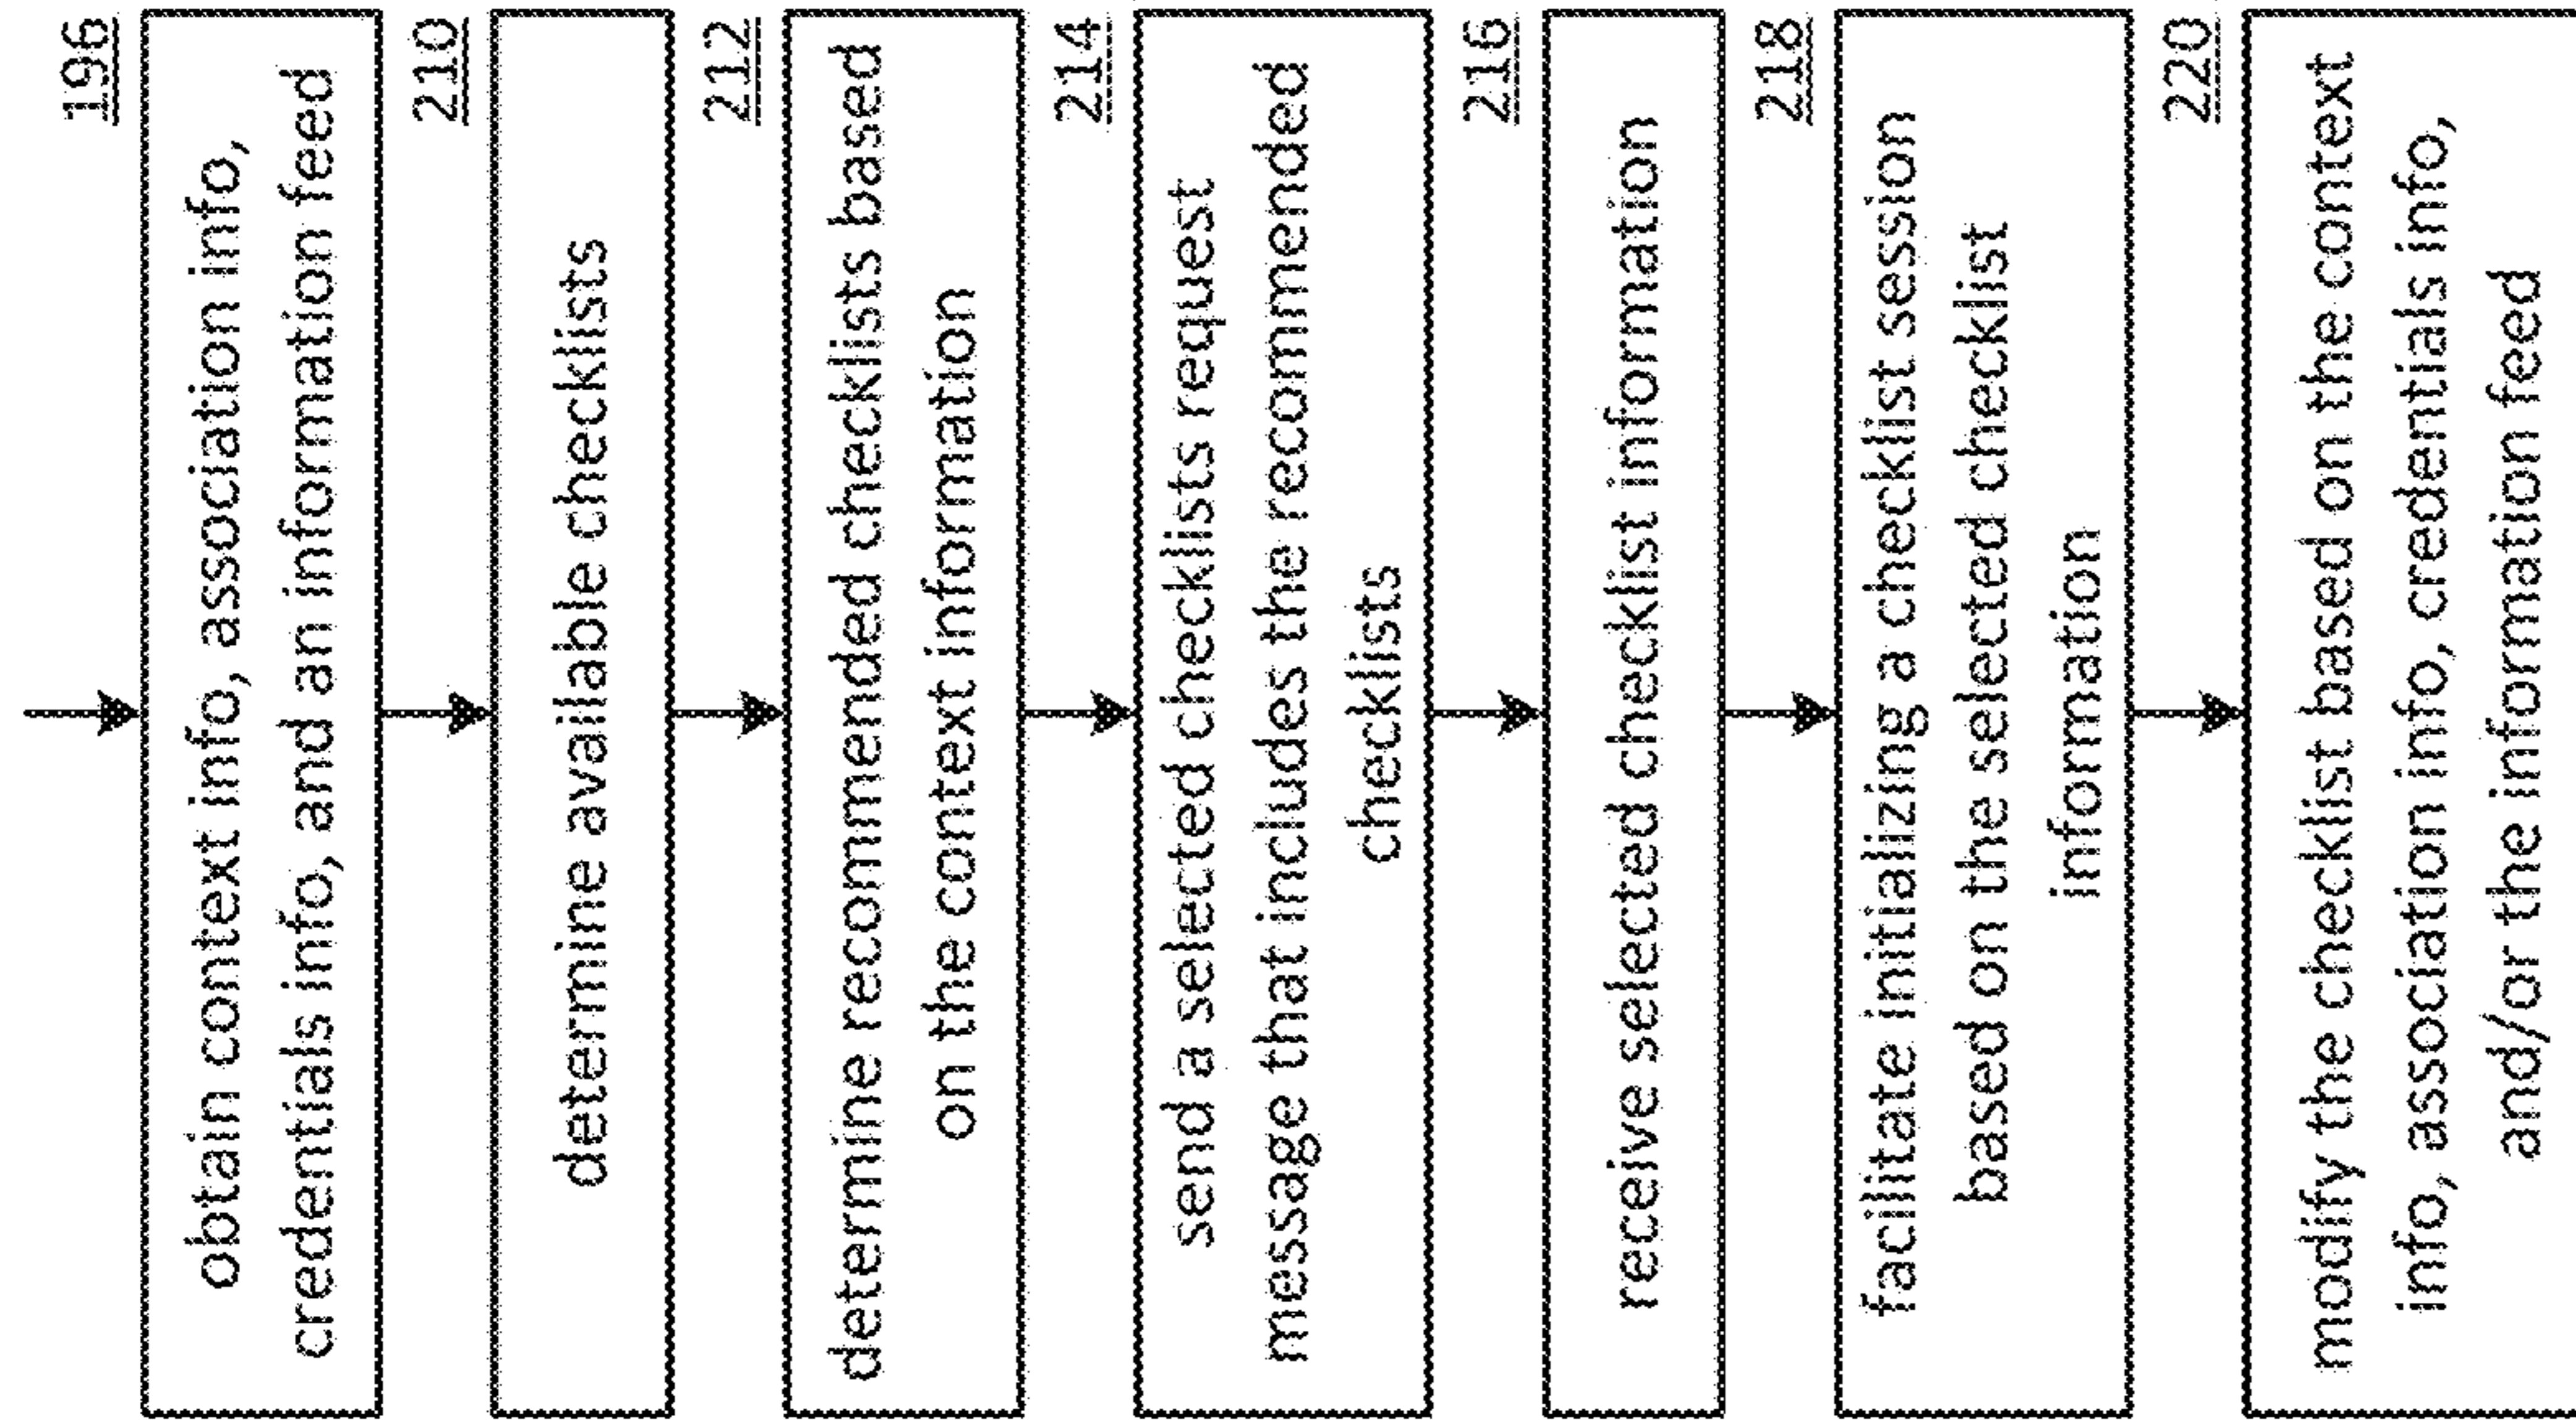 196
obtain context info, association info,
credentials info, and an information feed
210
determine available checklists
212
determine recommended checklists based
on the context information
214
send a selected checklists request
message that includes the recommended
checklists
216
receive selected checklist information
218
facilitate initializing a checklist session
based on the selected checklist
information
220
modify the checklist based on the context
info, association info, credentials info,
and/or the information feed